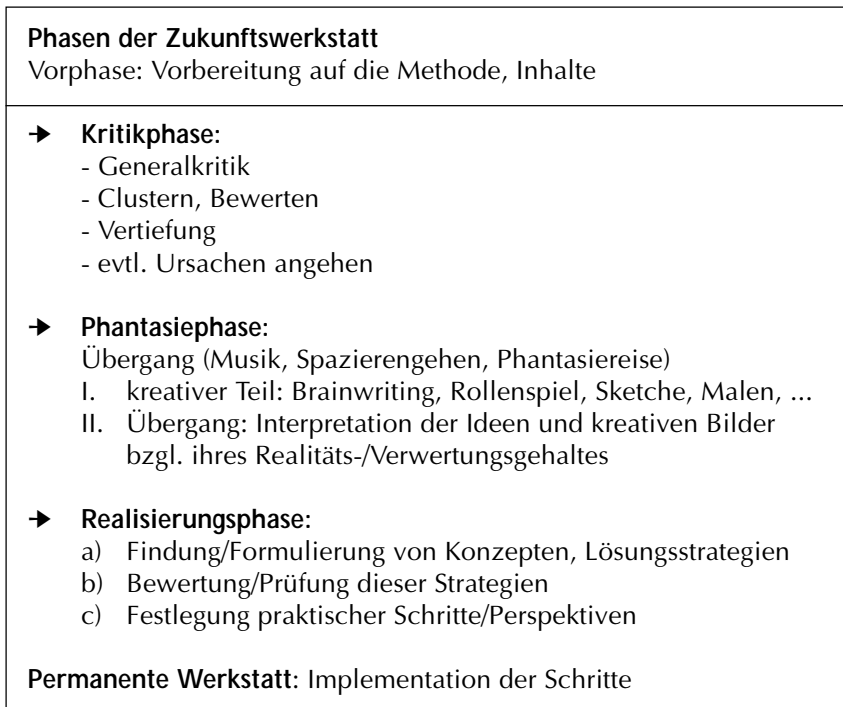 Phasen der Zukunftswerkstatt
Vorphase: Vorbereitung auf die Methode, Inhalte
➔ Kritikphase:
- Generalkritik
- Clustern, Bewerten
- Vertiefung
- evtl. Ursachen angehen
➔ Phantasiephase:
Übergang (Musik, Spazierengehen, Phantasiereise)
I. kreativer Teil: Brainwriting, Rollenspiel, Sketche, Malen, ...
II. Übergang: Interpretation der Ideen und kreativen Bilder
bzgl. ihres Realitäts-/Verwertungsgehaltes
➔ Realisierungsphase:
a) Findung/Formulierung von Konzepten, Lösungsstrategien
b) Bewertung/Prüfung dieser Strategien
c) Festlegung praktischer Schritte/Perspektiven
Permanente Werkstatt: Implementation der Schritte